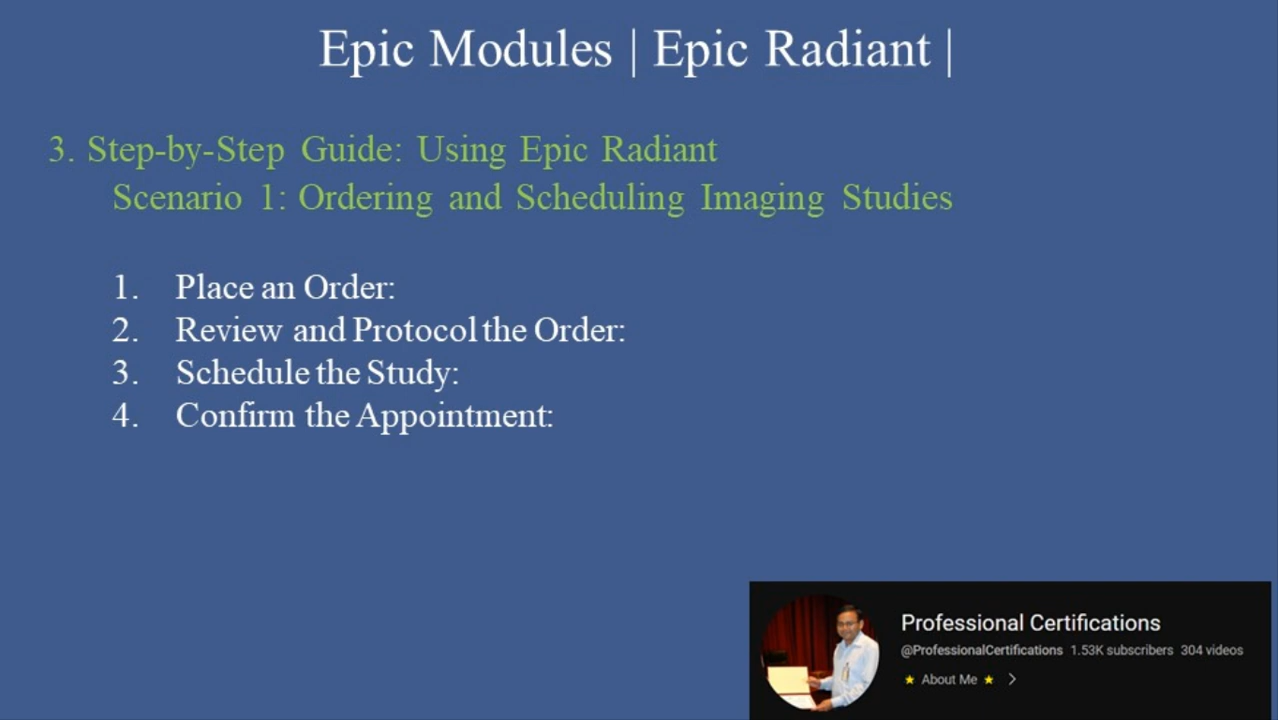 Epic Modules | Epic Radiant |
3. Step-by-Step Guide: Using Epic Radiant
Scenario 1: Ordering and Scheduling Imaging Studies
1. Place an Order:
2. Review and Protocol the Order:
3. Schedule the Study:
4. Confirm the Appointment:
Professional Certifications
@ProfessionalCertifications 1.53K subscribers 304 videos
★ About Me ★ >